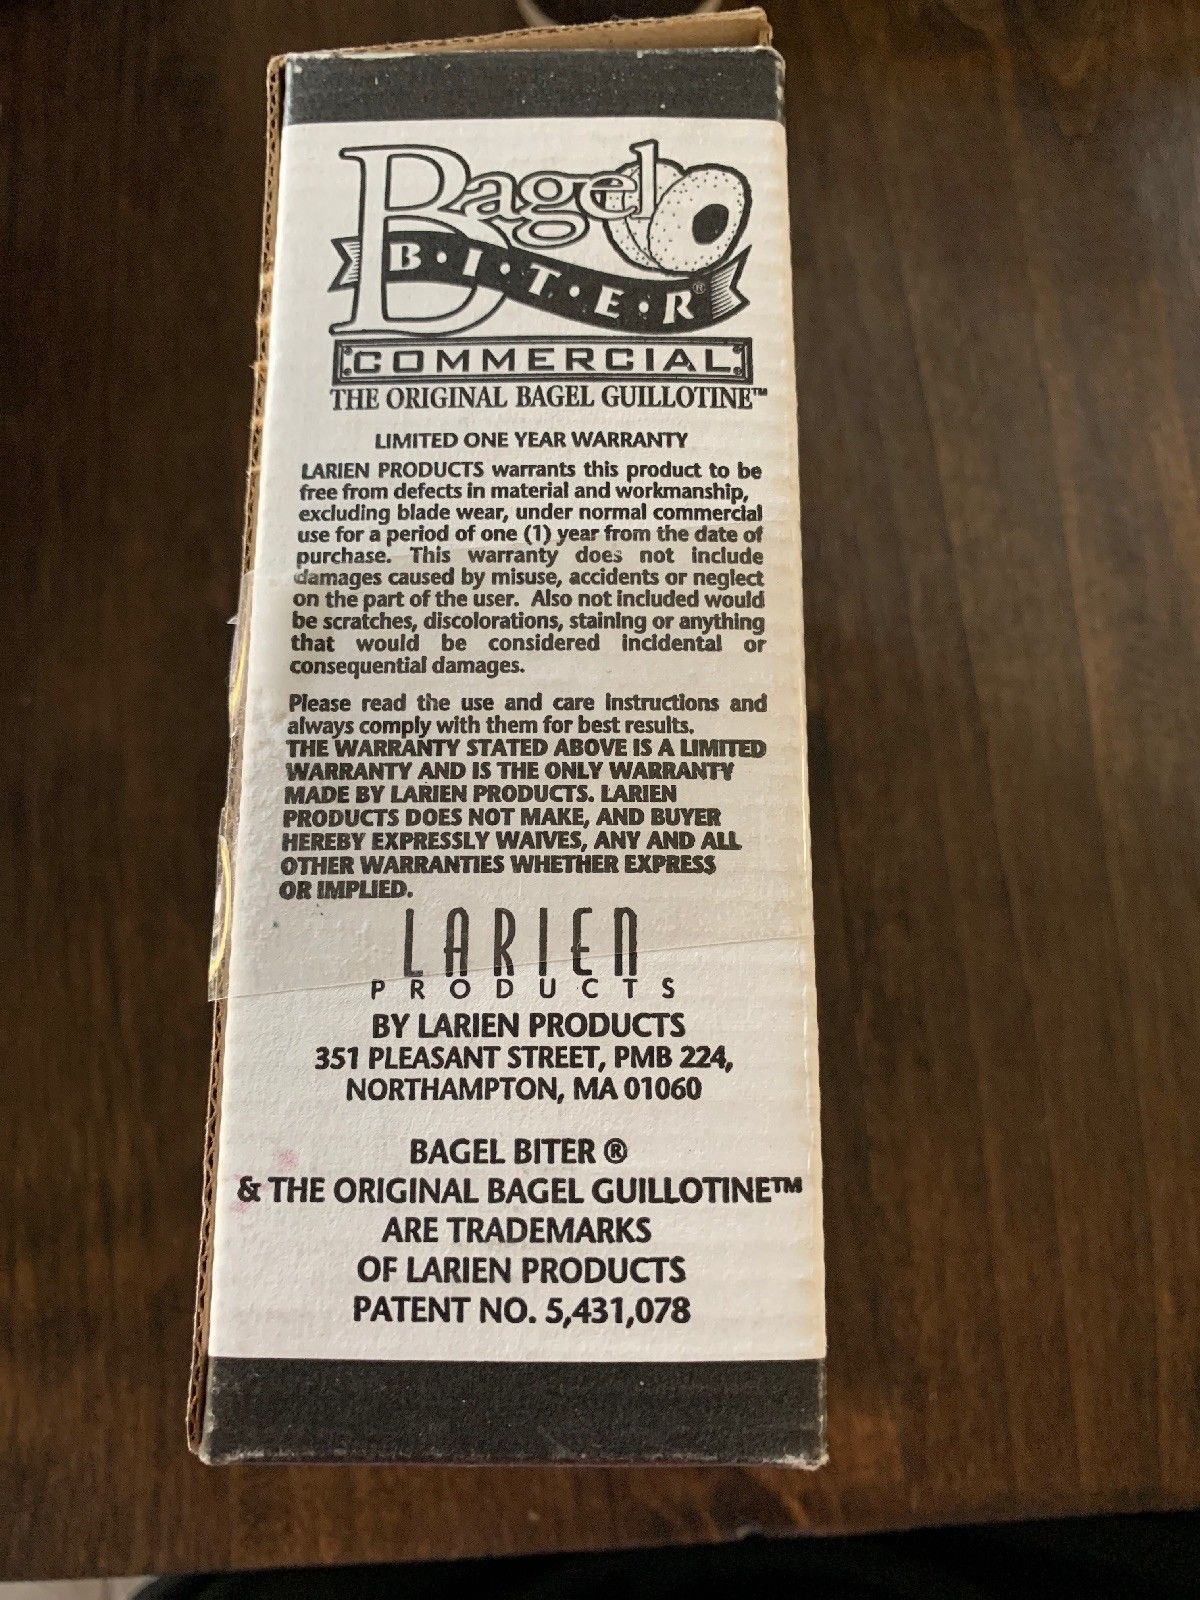 Bagel
B·I·T·E·R®
COMMERCIAL
THE ORIGINAL BAGEL GUILLOTINE™
LIMITED ONE YEAR WARRANTY
LARIEN PRODUCTS warrants this product to be
free from defects in material and workmanship,
excluding blade wear, under normal commercial
use for a period of one (1) year from the date of
purchase. This warranty does not include
damages caused by misuse, accidents or neglect
on the part of the user. Also not included would
be scratches, discolorations, staining or anything
that would be considered incidental or
consequential damages.
Please read the use and care instructions and
always comply with them for best results.
THE WARRANTY STATED ABOVE IS A LIMITED
WARRANTY AND IS THE ONLY WARRANTY
MADE BY LARIEN PRODUCTS. LARIEN
PRODUCTS DOES NOT MAKE, AND BUYER
HEREBY EXPRESSLY WAIVES, ANY AND ALL
OTHER WARRANTIES WHETHER EXPRESS
OR IMPLIED.
LARIEN
PRODUCTS
BY LARIEN PRODUCTS
351 PLEASANT STREET, PMB 224,
NORTHAMPTON, MA 01060
BAGEL BITER ®
& THE ORIGINAL BAGEL GUILLOTINE™
ARE TRADEMARKS
OF LARIEN PRODUCTS
PATENT NO. 5,431,078